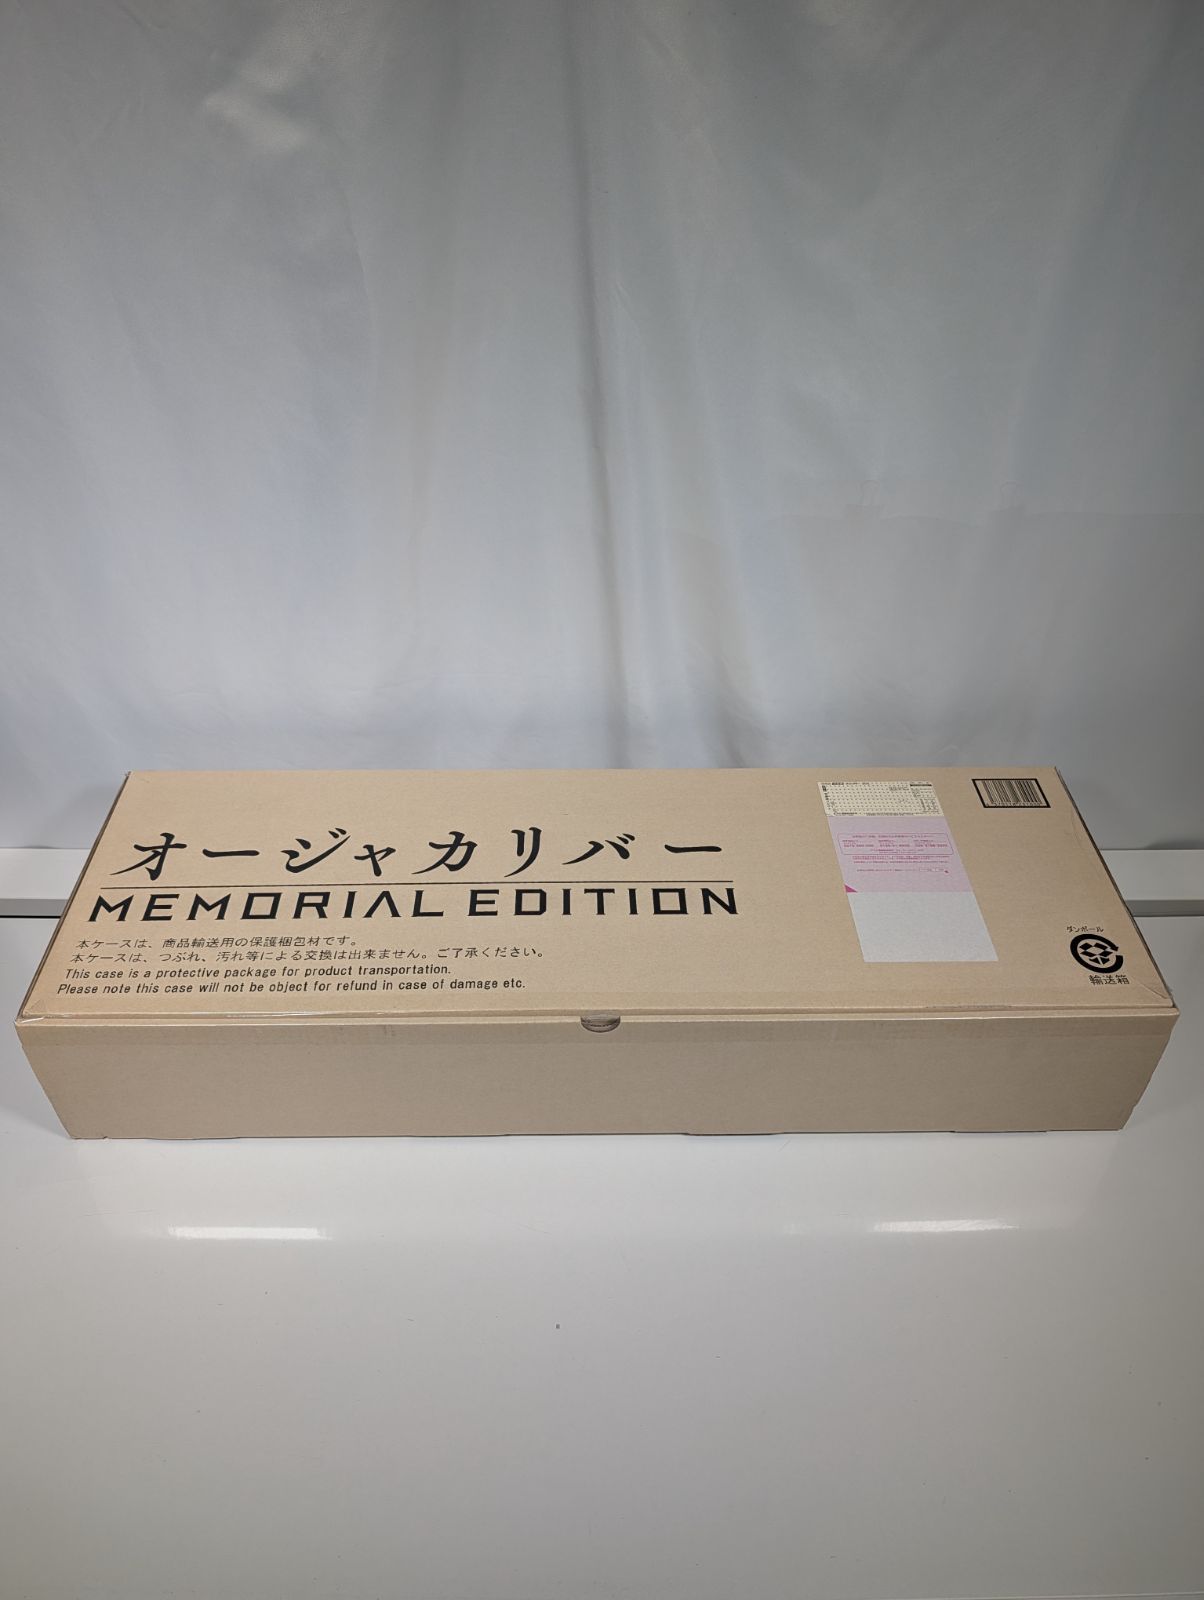 オージャカリバー
MEMORIAL EDITION
本ケースは、商品輸送用の保護梱包材です。
本ケースは、つぶれ、汚れ等による交換は出来ません。ご了承ください。
This case is a protective package for product transportation.
Please note this case will not be object for refund in case of damage etc.
ダンボール
輸送箱